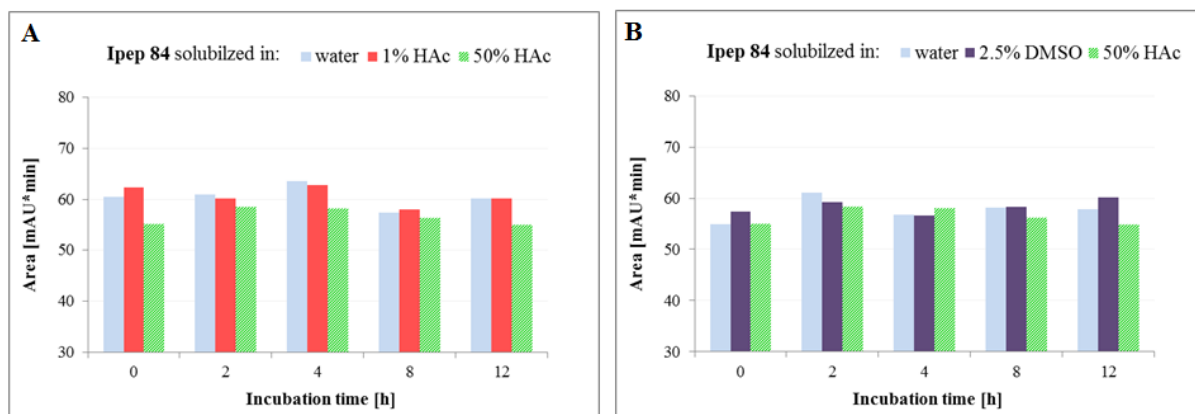 A
Ipep 84 solubilzed in: water 1% HAc 50% HAc
80
70
60
50
40
30
Area [mAU*min]
0 2 4 8 12
Incubation time [h]
B
Ipep 84 solubilzed in: water 2.5% DMSO 50% HAc
80
70
60
50
40
30
Area [mAU*min]
0 2 4 8 12
Incubation time [h]